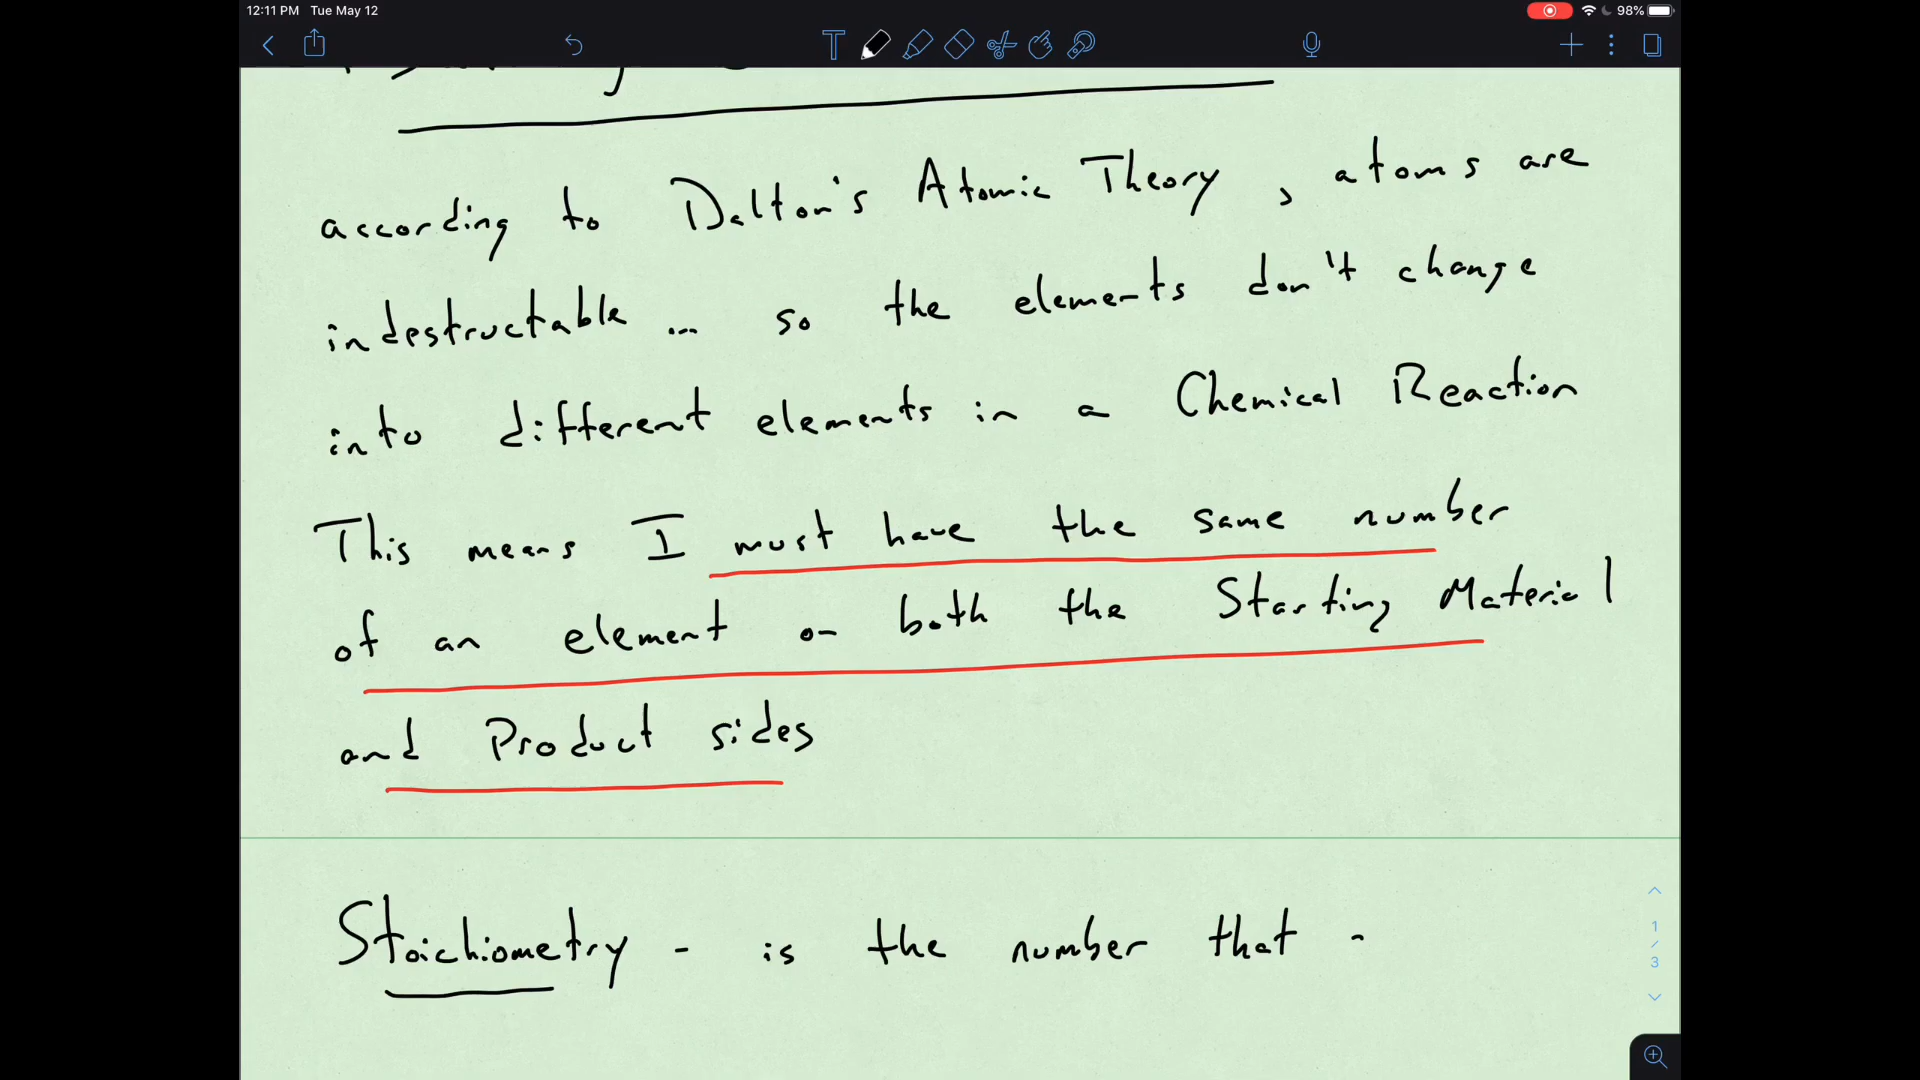 12:11 PM Tue May 12
98%
according to Dalton's Atomic Theory, atoms are
indestructable ... so the elements don't change
into different elements in a Chemical Reaction
This means I must have the same number
of an element on both the Starting Material
and Product sides
Stoichiometry - is the number that
1
/
3